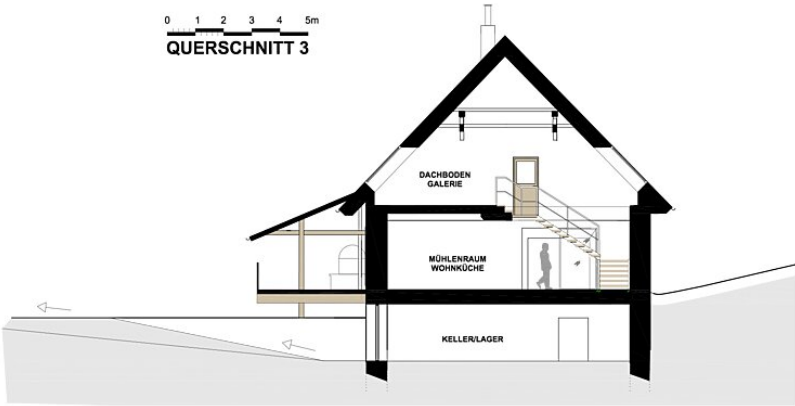 0 1 2 3 4 5m
QUERSCHNITT 3
DACHBODEN
GALERIE
MÜHLENRAUM
WOHNKÜCHE
KELLER/LAGER